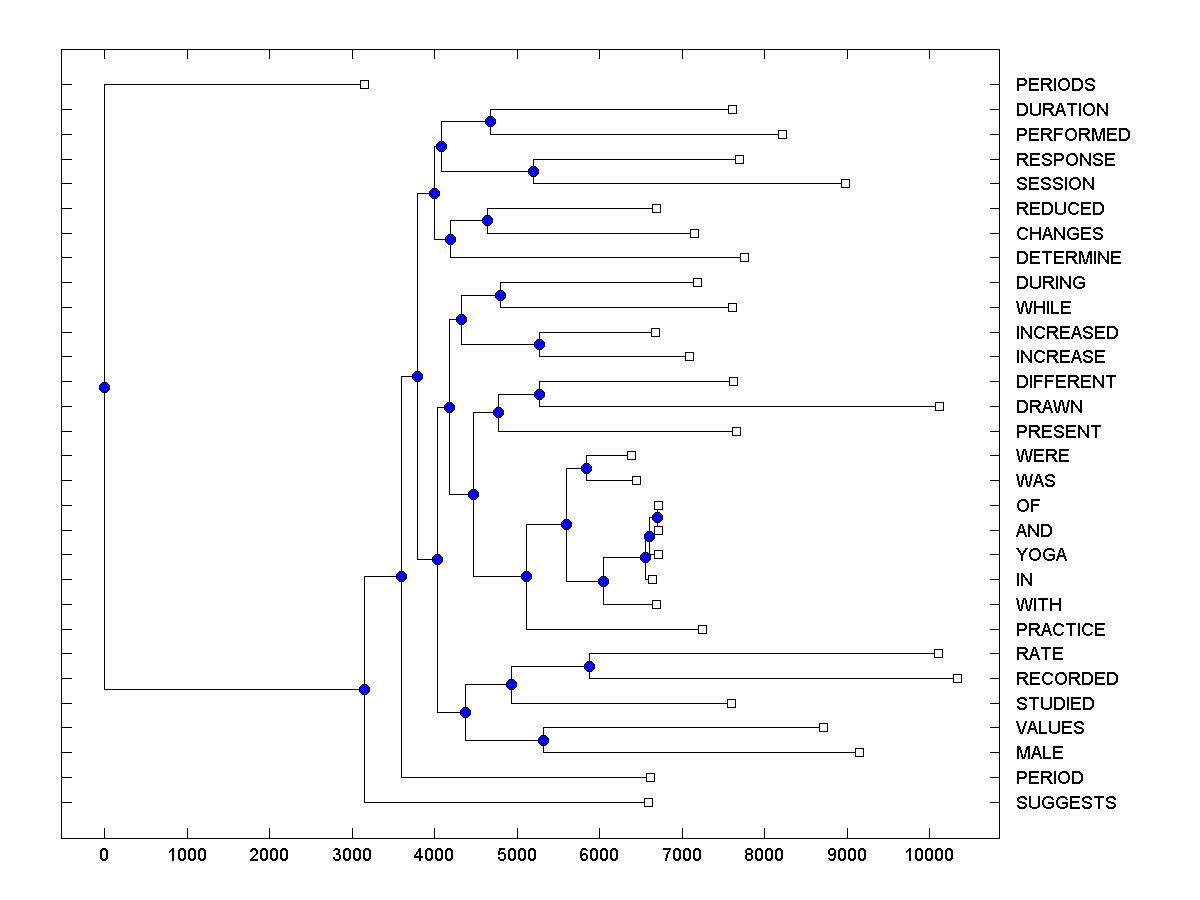 PERIODS
DURATION
PERFORMED
RESPONSE
SESSION
REDUCED
CHANGES
DETERMINE
DURING
WHILE
INCREASED
INCREASE
DIFFERENT
DRAWN
PRESENT
WERE
WAS
OF
AND
YOGA
IN
WITH
PRACTICE
RATE
RECORDED
STUDIED
VALUES
MALE
PERIOD
SUGGESTS
0 1000 2000 3000 4000 5000 6000 7000 8000 9000 10000